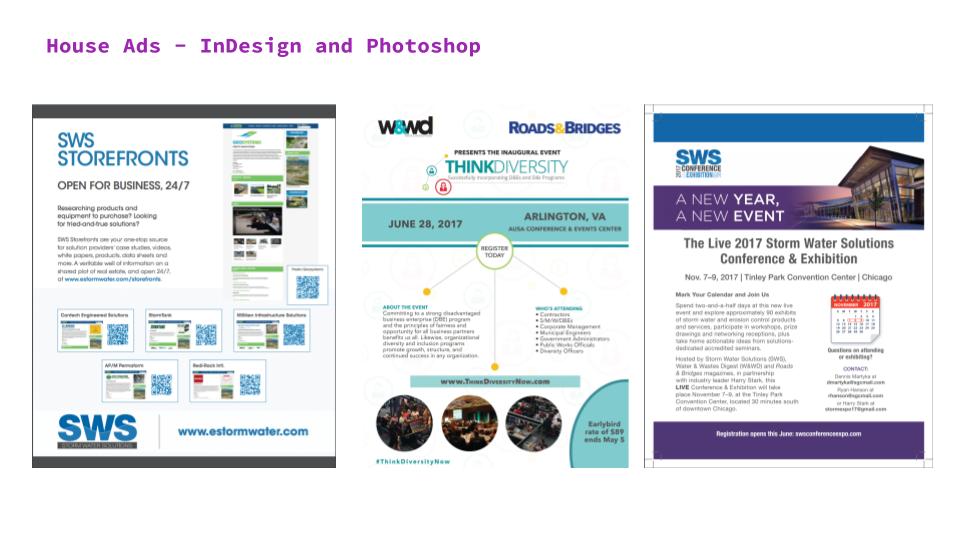 House Ads - InDesign and Photoshop
SWS
STOREFRONTS
OPEN FOR BUSINESS, 24/7
Researching products and
equipment to purchase? Looking
for tried-and-true solutions?
SWS Storefronts are your one-stop source
for solution providers' case studies, videos,
white papers, products, data sheets and
more. A veritable well of information on a
shared plot of real estate, and open 24/7,
at www.estormwater.com/storefronts.
Contech Engineered Solutions
StormTank
Williben Infrastructure Solutions
AP/M Permaform
Redi-Rock Intl.
SWS
STORM WATER SOLUTIONS
www.estormwater.com
W&WD
ROADS&BRIDGES
PRESENTS THE INAUGURAL EVENT
THINKDIVERSITY
Successfully Incorporating DBEs and Dbe Programs
JUNE 28, 2017
ARLINGTON, VA
AUSA CONFERENCE & EVENTS CENTER
REGISTER
TODAY
ABOUT THE EVENT
Committing to a strong disadvantaged
business enterprise (DBE) program
and the principles of fairness and
opportunity for all business partners
benefits us all. Likewise, organizational
diversity and inclusion programs
promote growth, structure, and
continued success in any organization.
WHO'S ATTENDING
• Contractors
• S/M/W/DBEs
• Corporate Management
• Municipal Engineers
• Government Administrators
• Public Works Officials
• Diversity Officers
www.ThinkDiversityNow.com
Earlybird
rate of $89
ends May 5
#ThinkDiversityNow
SWS
2017 CONFERENCE
EXHIBITION
A NEW YEAR,
A NEW EVENT
The Live 2017 Storm Water Solutions
Conference & Exhibition
Nov. 7–9, 2017 | Tinley Park Convention Center | Chicago
Mark Your Calendar and Join Us
Spend two-and-a-half days at this new live
event and explore approximately 90 exhibits
of storm water and erosion control products
and services, participate in workshops, prize
drawings and networking reports, plus
take home actionable ideas from solutions-
dedicated accredited seminars.
Hosted by Storm Water Solutions (SWS),
Water & Wastes Digest (W&WD) and Roads
& Bridges magazines, in partnership
with industry leader Harry Stark, this
LIVE Conference & Exhibition will take
place November 7–9, at the Tinley Park
Convention Center, located 30 minutes south
of downtown Chicago.
NOVEMBER 2017
Questions on attending
or exhibiting?
CONTACT:
Dennis Martyka at
dmartyka@sgcmail.com
Ryan Hanson at
rhanson@sgcmail.com
or Harry Stark at
stormexpo17@gmail.com
Registration opens this June: swsconferenceexpo.com